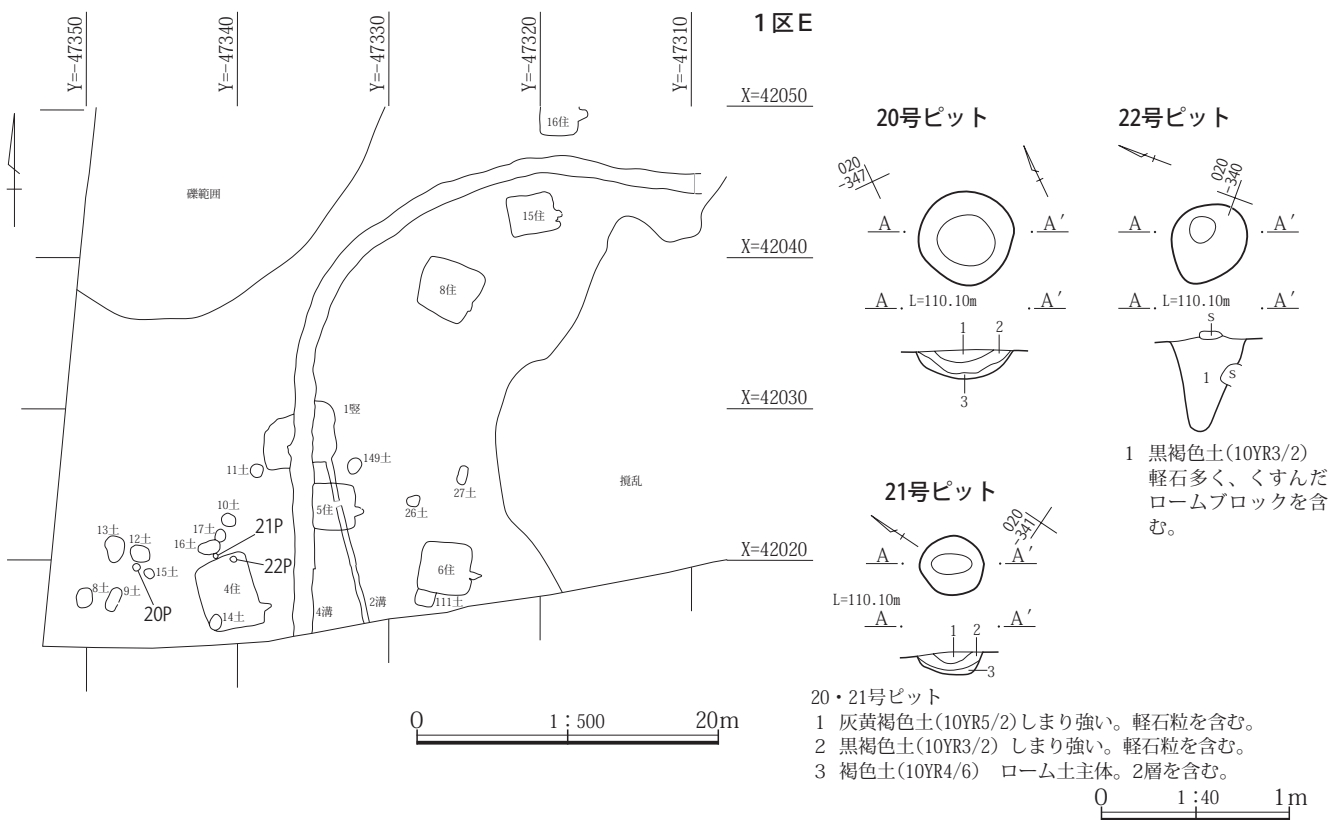 1区E
Y=-47350
Y=-47340
Y=-47330
Y=-47320
Y=-47310
X=42050
X=42040
X=42030
X=42020
礫範囲
16住
15住
8住
1竪
149土
11土
27土
26土
5住
撹乱
10土
17土
21P
16土
13土
12土
22P
15土
20P
8土
9土
4住
14土
6住
111土
4溝
2溝
0
1：500
20m
20号ピット
020
-347
A
A′
A
L=110.10m
A′
1
2
3
22号ピット
020
-340
A
A′
A
L=110.10m
A′
S
1
S
1 黒褐色土(10YR3/2)
軽石多く、くすんだ
ロームブロックを含
む。
21号ピット
020
-341
A
A′
L=110.10m
A
A′
1
2
3
20・21号ピット
1 灰黄褐色土(10YR5/2)しまり強い。軽石粒を含む。
2 黒褐色土(10YR3/2) しまり強い。軽石粒を含む。
3 褐色土(10YR4/6) ローム土主体。2層を含む。
0
1：40
1m